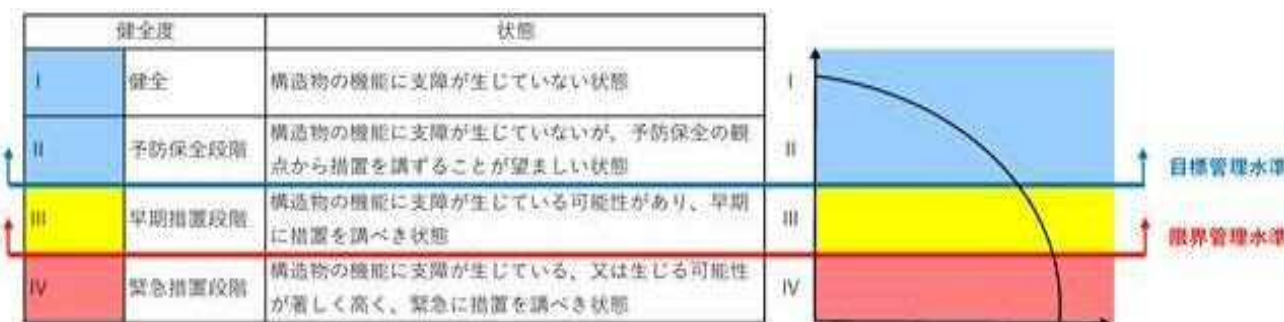 健全度 状態
I 健全 構造物の機能に支障が生じていない状態
II 予防保全段階 構造物の機能に支障が生じていないが、予防保全の観
点から措置を講ずることが望ましい状態
III 早期措置段階 構造物の機能に支障が生じている可能性があり、早期
に措置を講べき状態
IV 緊急措置段階 構造物の機能に支障が生じている、又は生じる可能性
が著しく高く、緊急に措置を講べき状態
I
II
III
IV
目標管理水準
限界管理水準